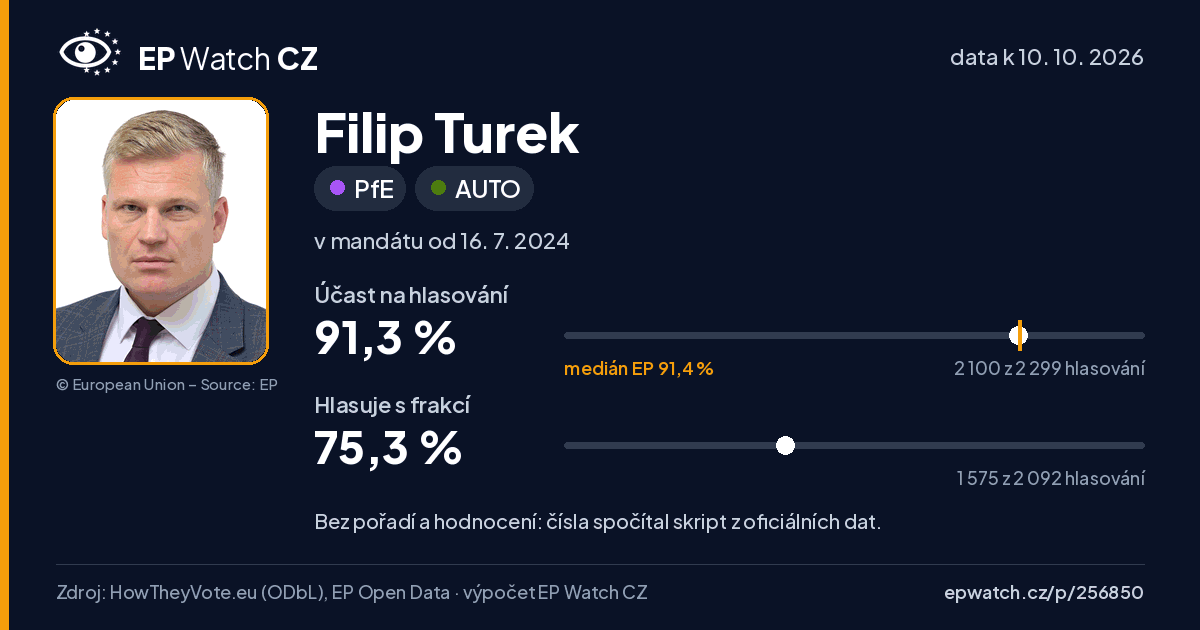 EP Watch CZ
data k 10. 10. 2026
Filip Turek
PfE
AUTO
v mandátu od 16. 7. 2024
Účast na hlasování
91,3 %
medián EP 91,4 %
2 100 z 2 299 hlasování
© European Union – Source: EP
Hlasuje s frakcí
75,3 %
1 575 z 2 092 hlasování
Bez pořadí a hodnocení: čísla spočítal skript z oficiálních dat.
Zdroj: HowTheyVote.eu (ODbL), EP Open Data · výpočet EP Watch CZ
epwatch.cz/p/256850